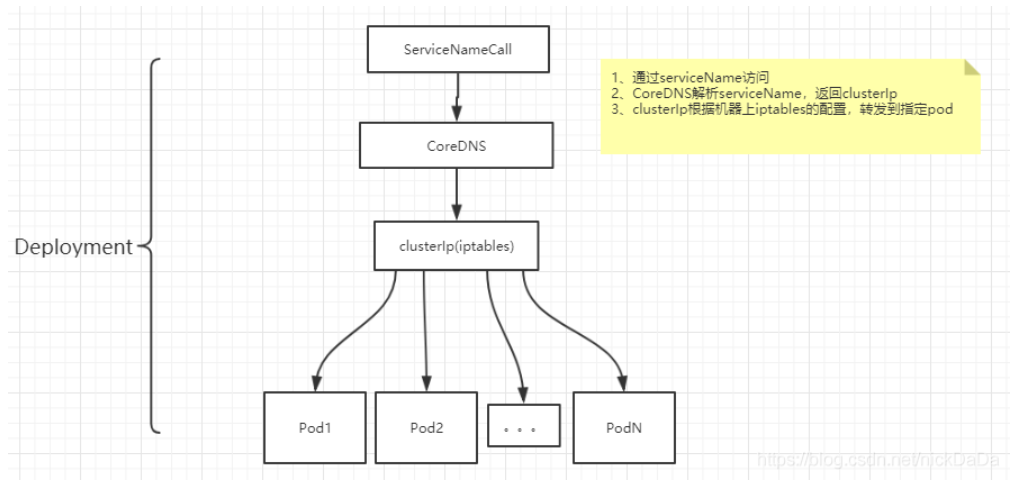 ServiceNameCall
1、通过serviceName访问
2、CoreDNS解析serviceName，返回clusterIp
3、clusterIp根据机器上iptables的配置，转发到指定pod
CoreDNS
Deployment
clusterIp(iptables)
Pod1
Pod2
。。。
PodN
https://blog.csdn.net/nickDaDa